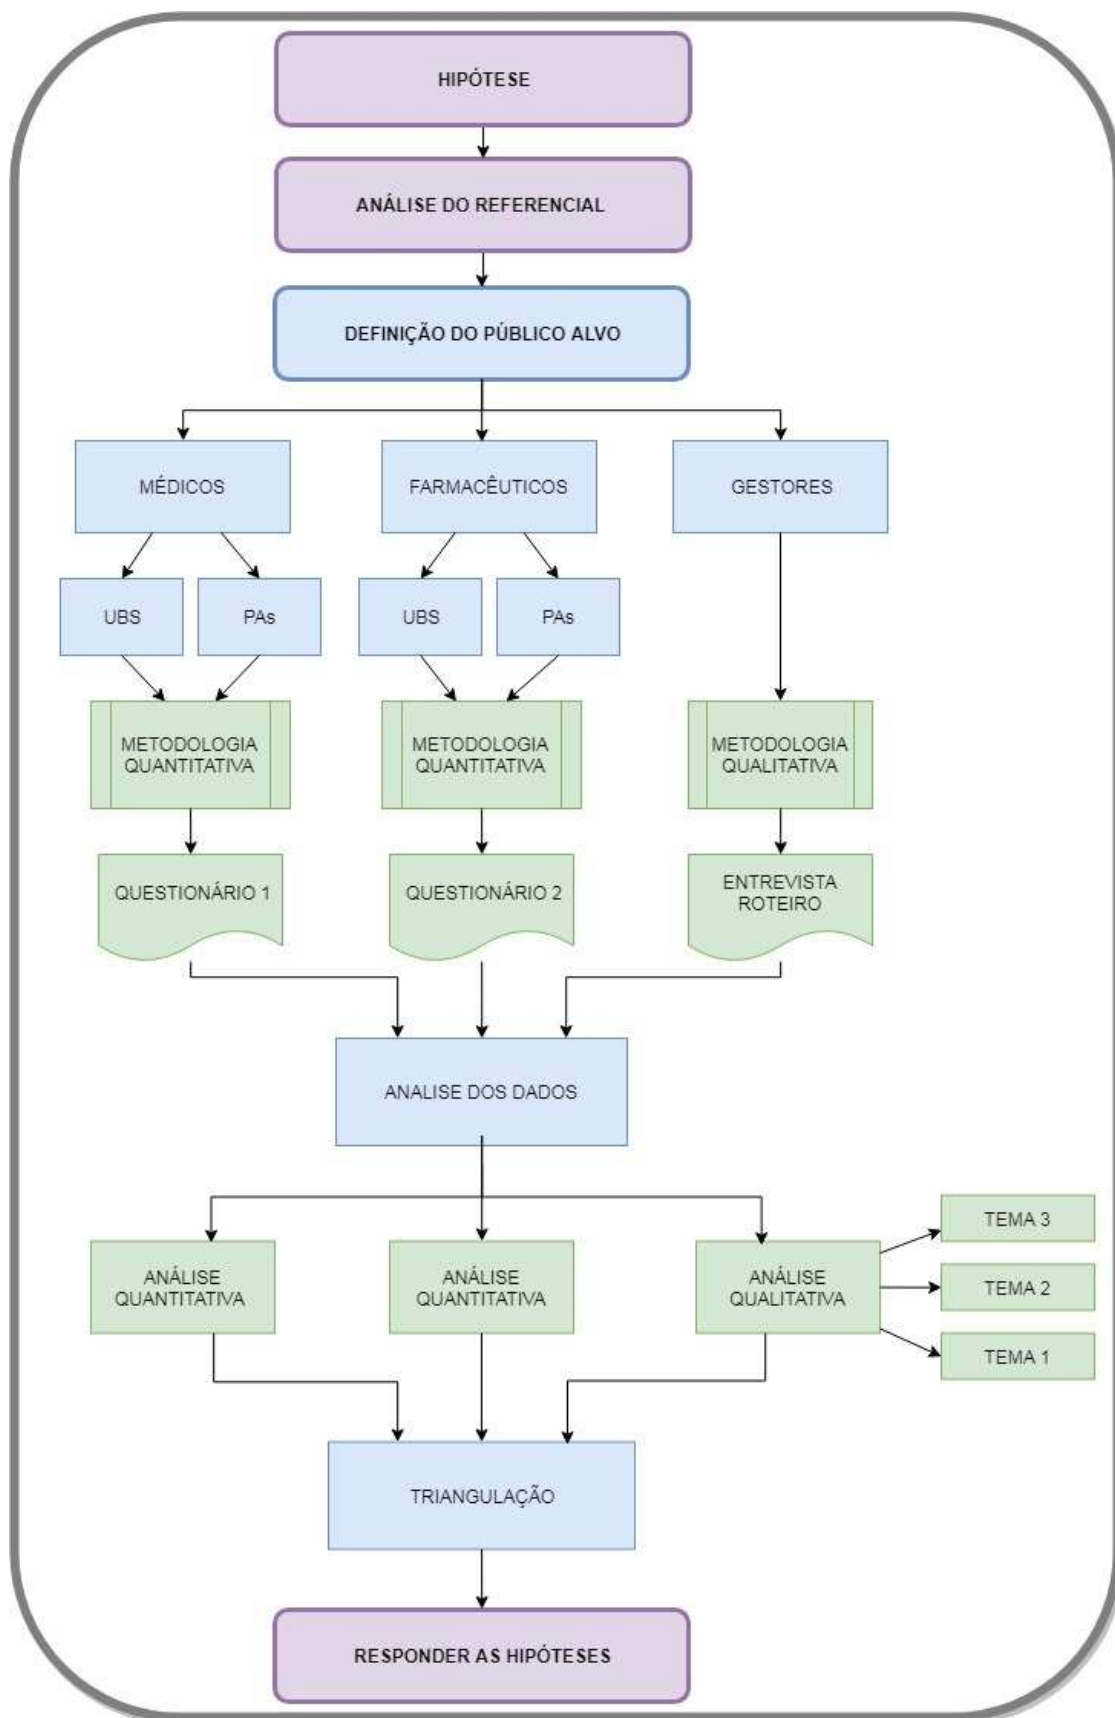 HIPÓTESE
ANÁLISE DO REFERENCIAL
DEFINIÇÃO DO PÚBLICO ALVO
MÉDICOS
FARMACÊUTICOS
GESTORES
UBS
PAs
UBS
PAs
METODOLOGIA
QUANTITATIVA
METODOLOGIA
QUANTITATIVA
METODOLOGIA
QUALITATIVA
QUESTIONÁRIO 1
QUESTIONÁRIO 2
ENTREVISTA
ROTEIRO
ANALISE DOS DADOS
ANÁLISE
QUANTITATIVA
ANÁLISE
QUANTITATIVA
ANÁLISE
QUALITATIVA
TEMA 3
TEMA 2
TEMA 1
TRIANGULAÇÃO
RESPONDER AS HIPÓTESES